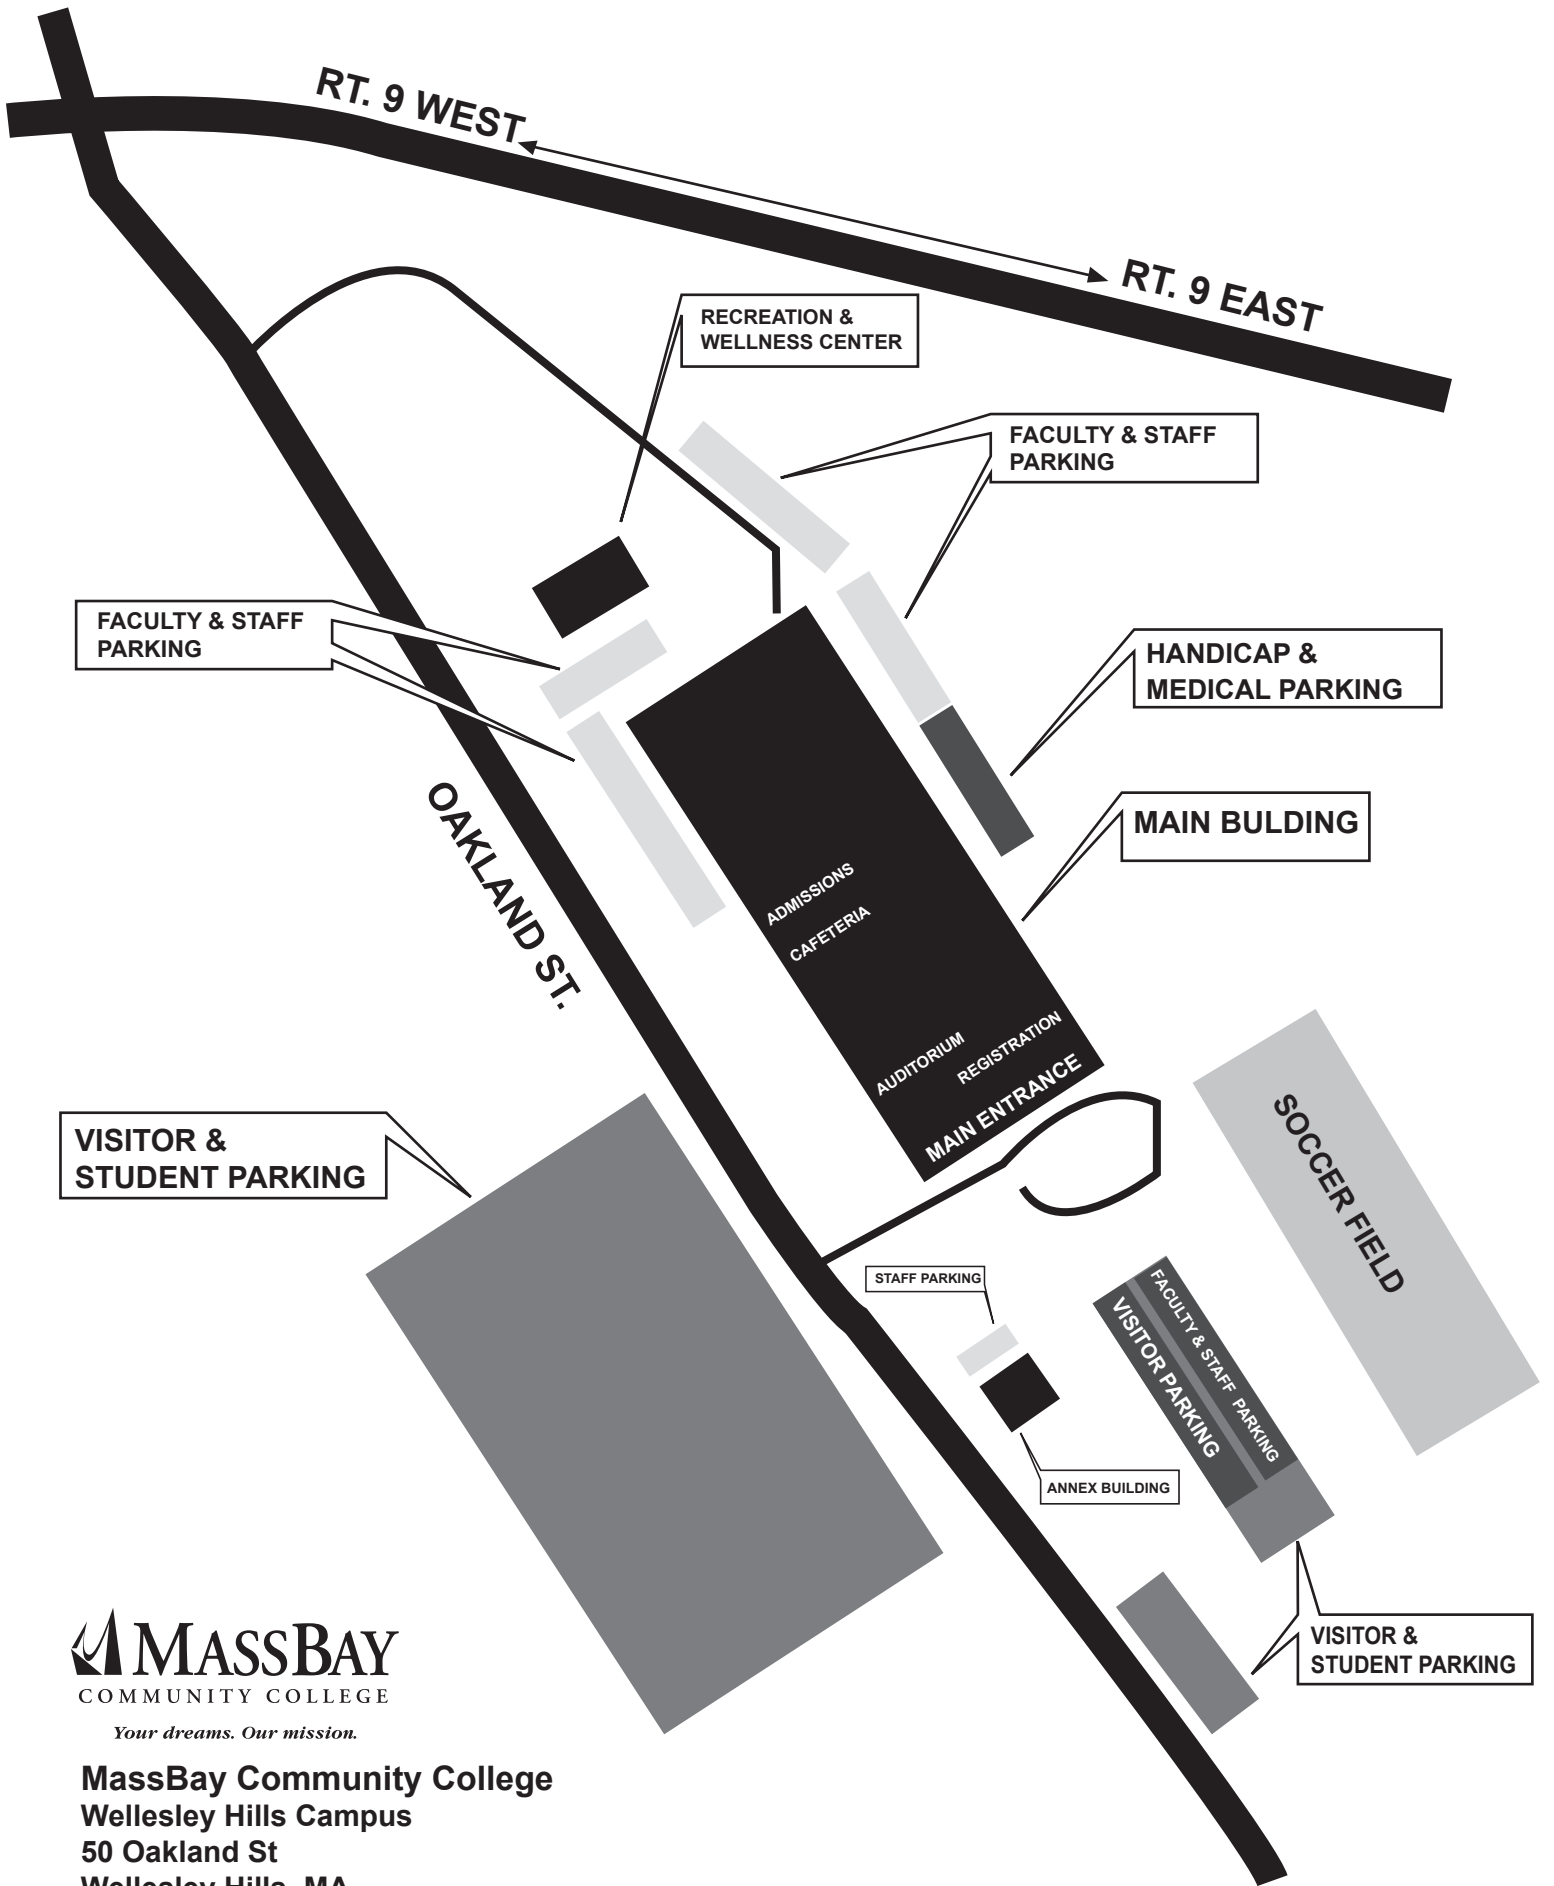 RT. 9 WEST
RT. 9 EAST
RECREATION &
WELLNESS CENTER
FACULTY & STAFF
PARKING
FACULTY & STAFF
PARKING
HANDICAP &
MEDICAL PARKING
MAIN BULDING
OAKLAND ST.
ADMISSIONS
CAFETERIA
AUDITORIUM
REGISTRATION
MAIN ENTRANCE
SOCCER FIELD
VISITOR &
STUDENT PARKING
STAFF PARKING
FACULTY & STAFF PARKING
VISITOR PARKING
ANNEX BUILDING
VISITOR &
STUDENT PARKING
MASSBAY
COMMUNITY COLLEGE
Your dreams. Our mission.
MassBay Community College
Wellesley Hills Campus
50 Oakland St
Wellesley Hills, MA